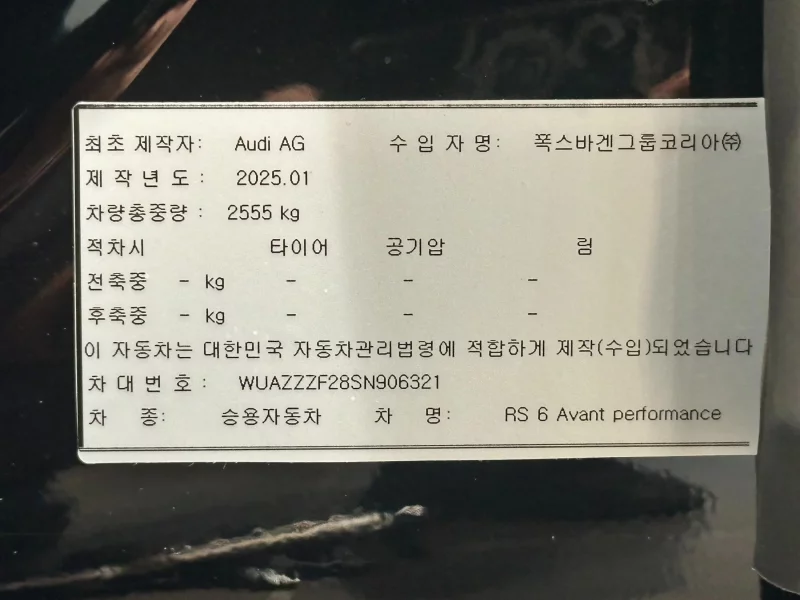 최초 제작자: Audi AG 수 입 자 명: 폭스바겐그룹코리아㈜
제 작 년 도 : 2025.01
차량총중량 : 2555 kg
적차시 타이어 공기압 림
전축중 - kg - - -
후축중 - kg - - -
이 자동차는 대한민국 자동차관리법령에 적합하게 제작(수입)되었습니다
차 대 번 호 : WUAZZZF28SN906321
차 종: 승용자동차 차 명: RS 6 Avant performance